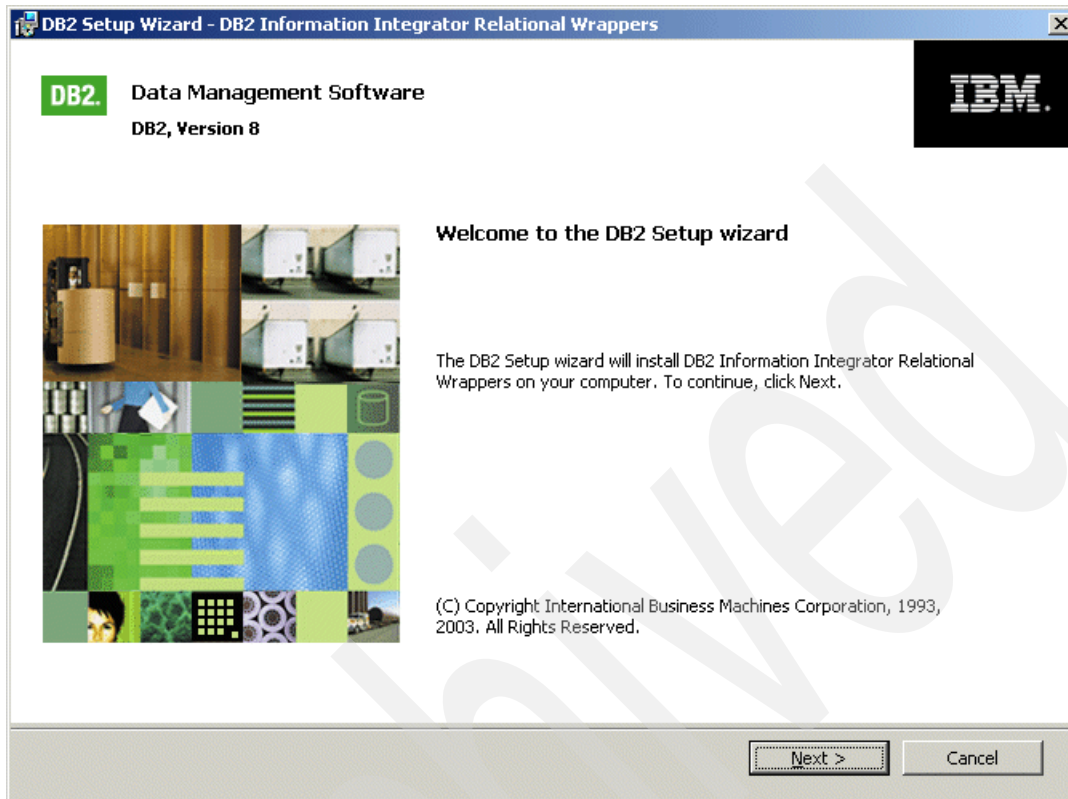 DB2 Setup Wizard - DB2 Information Integrator Relational Wrappers
DB2.
Data Management Software
DB2, Version 8
IBM.
Welcome to the DB2 Setup wizard
The DB2 Setup wizard will install DB2 Information Integrator Relational
Wrappers on your computer. To continue, click Next.
(C) Copyright International Business Machines Corporation, 1993,
2003. All Rights Reserved.
Next >
Cancel
hived